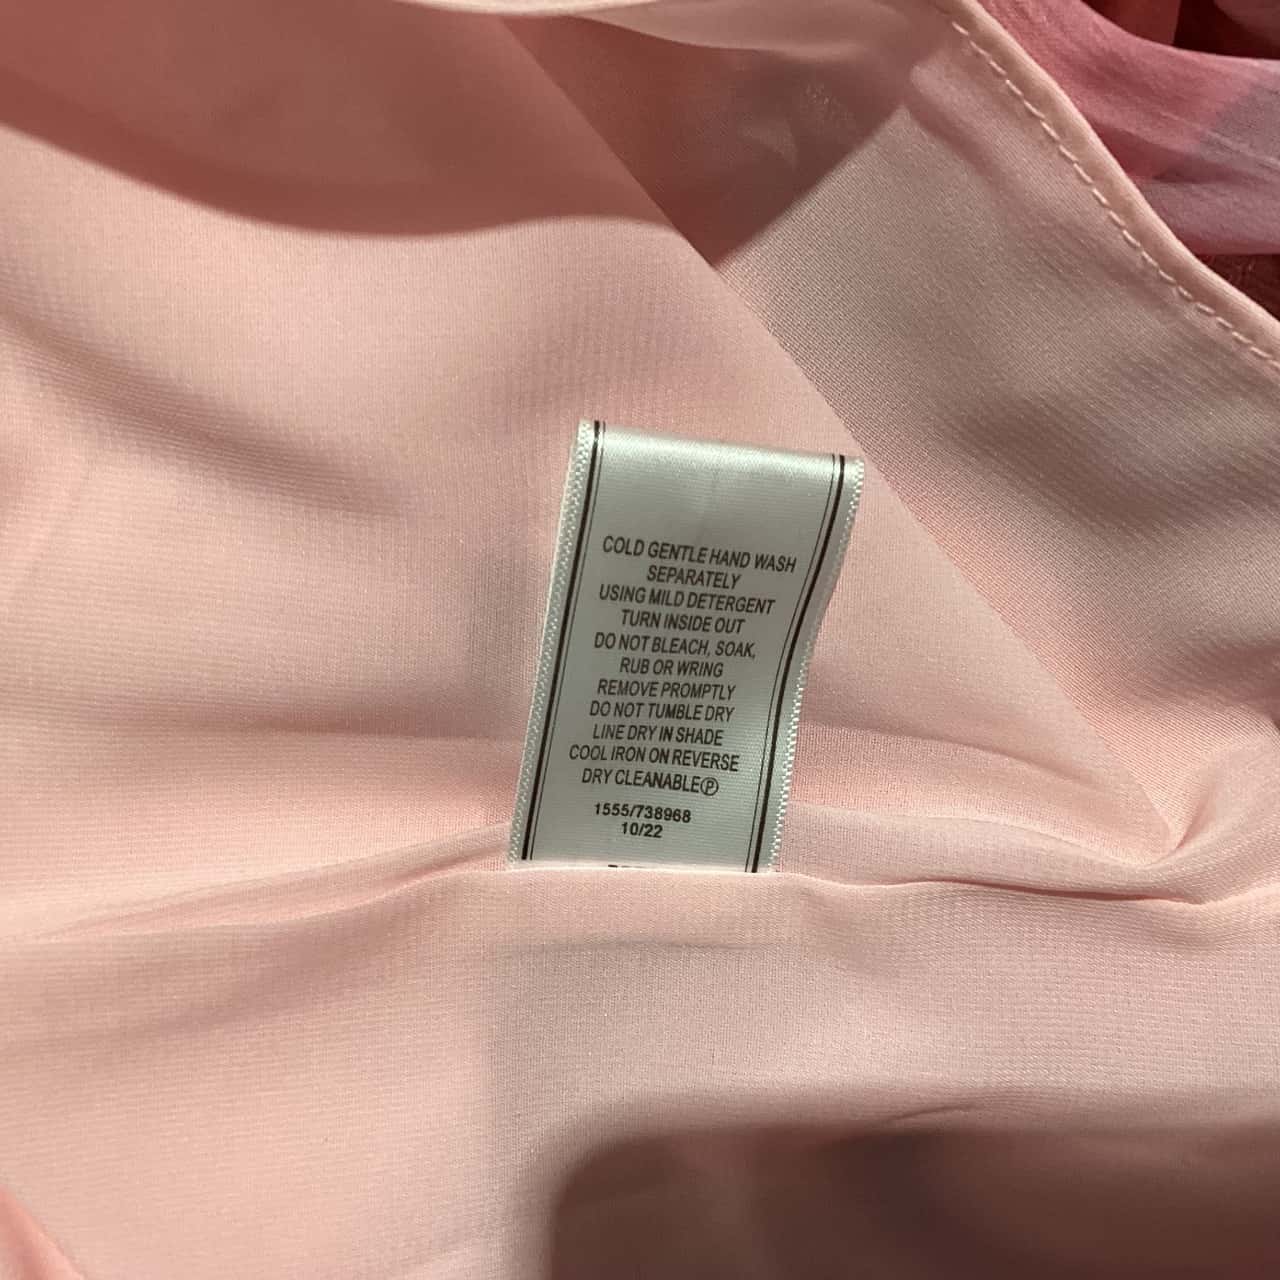 COLD GENTLE HAND WASH
SEPARATELY
USING MILD DETERGENT
TURN INSIDE OUT
DO NOT BLEACH, SOAK,
RUB OR WRING
REMOVE PROMPTLY
DO NOT TUMBLE DRY
LINE DRY IN SHADE
COOL IRON ON REVERSE
DRY CLEANABLE Ⓟ
1555/738968
10/22